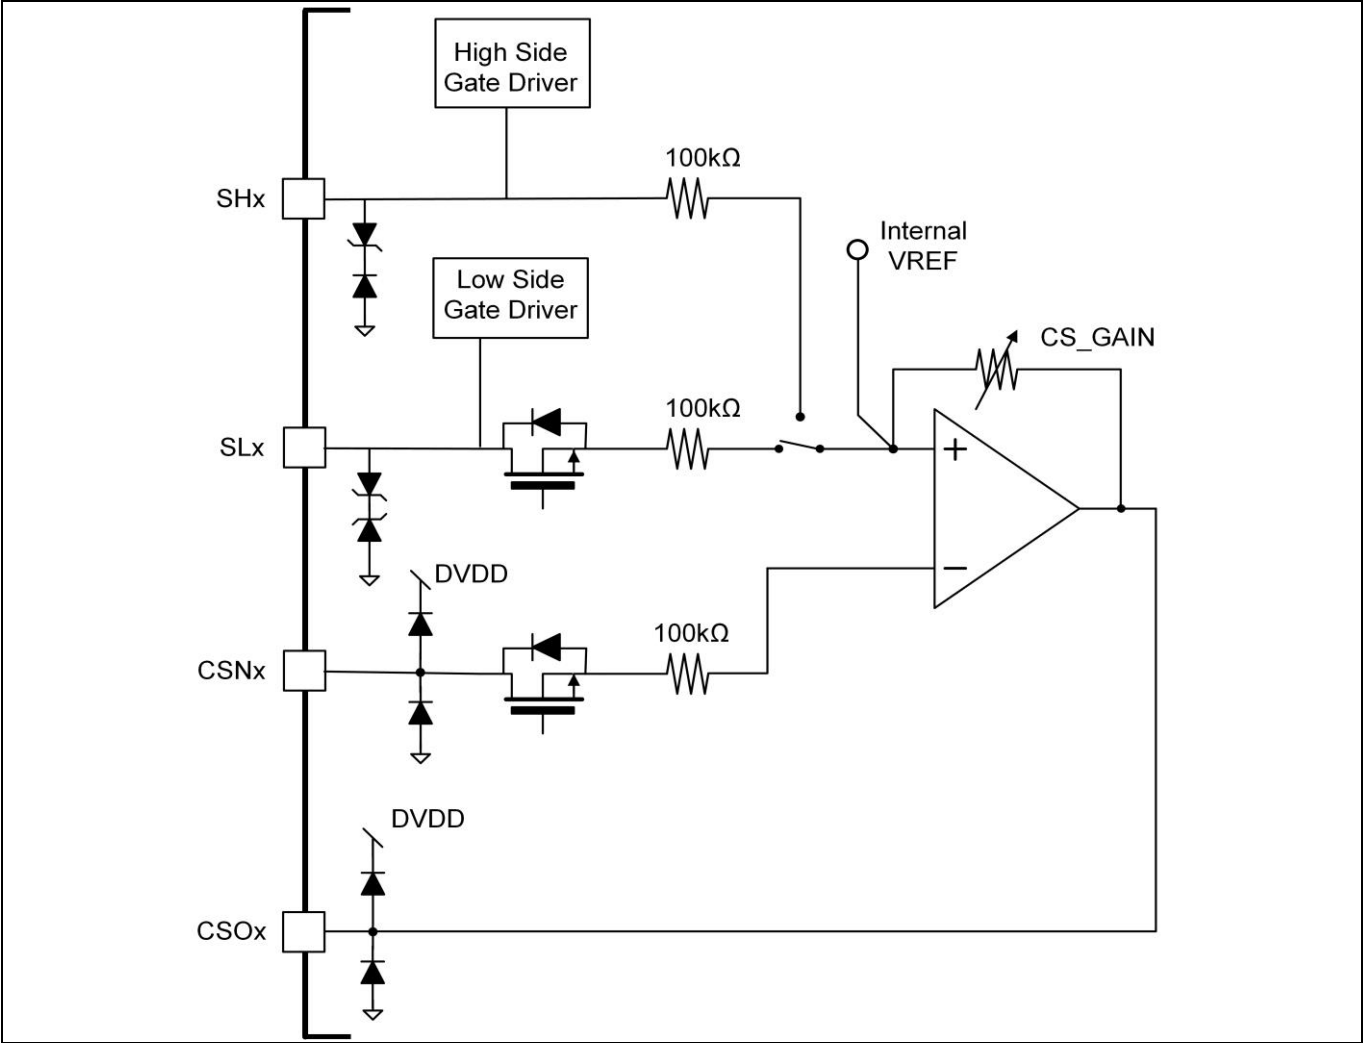 High Side
Gate Driver
100kΩ
SHx
Internal
VREF
Low Side
Gate Driver
CS_GAIN
100kΩ
SLx
+
−
DVDD
100kΩ
CSNx
DVDD
CSOx